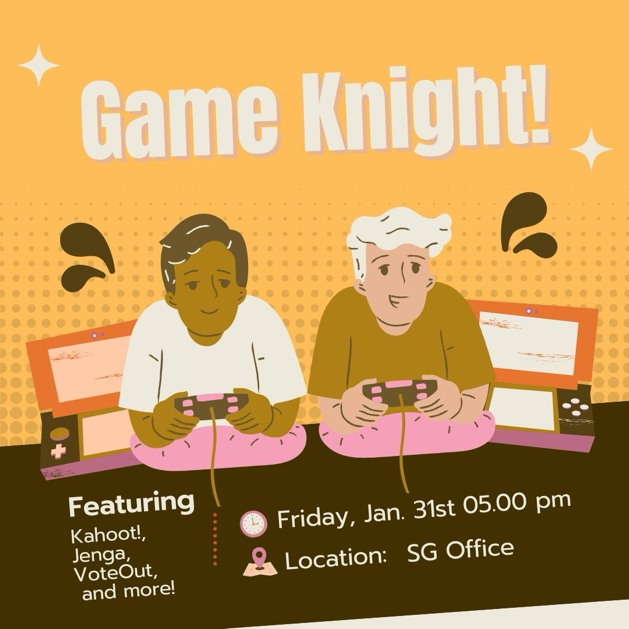 Game Knight!
Featuring
Kahoot!,
Jenga,
VoteOut,
and more!
Friday, Jan. 31st 05.00 pm
Location: SG Office